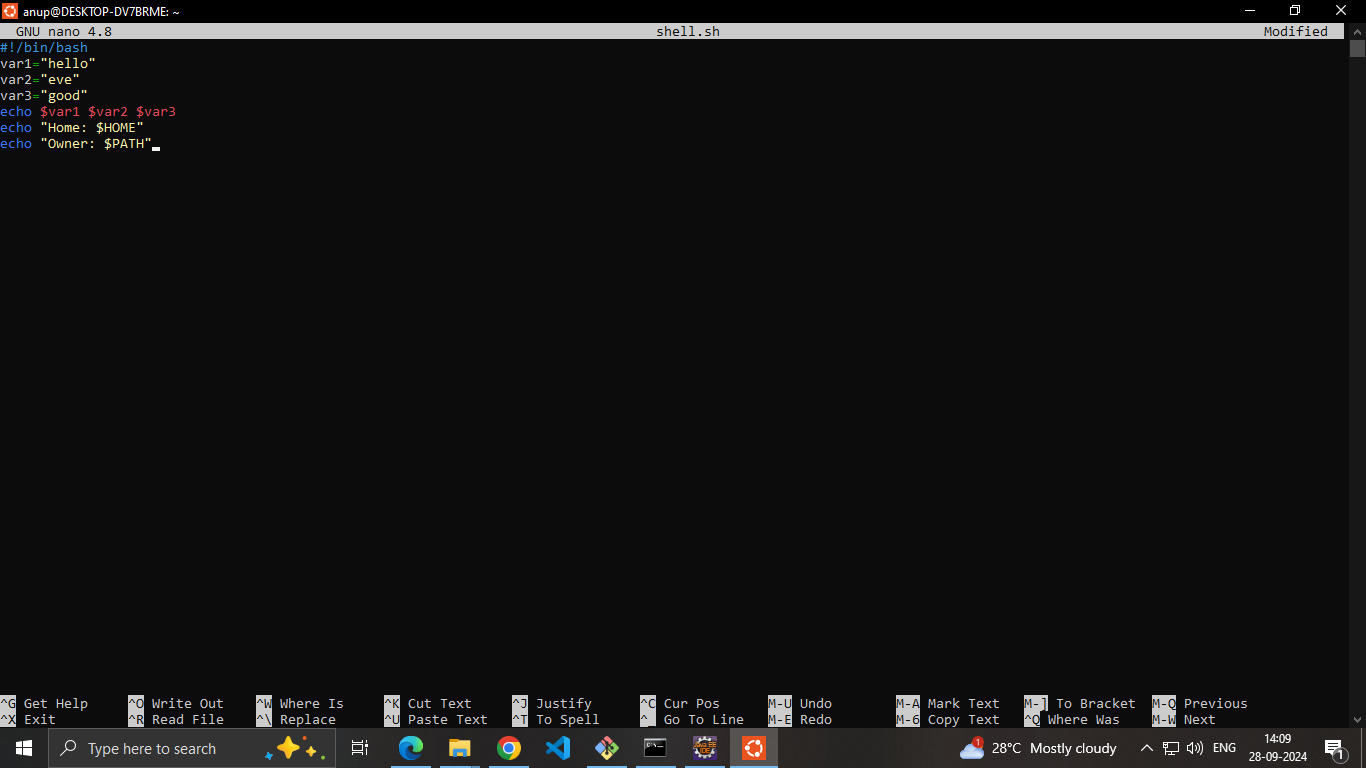 anup@DESKTOP-DV7BRME: ~
GNU nano 4.8 shell.sh Modified
#!/bin/bash
var1="hello"
var2="eve"
var3="good"
echo $var1 $var2 $var3
echo "Home: $HOME"
echo "Owner: $PATH"
^G Get Help ^O Write Out ^W Where Is ^K Cut Text ^J Justify ^C Cur Pos M-U Undo M-A Mark Text M-] To Bracket M-Q Previous
^X Exit ^R Read File ^\ Replace ^U Paste Text ^T To Spell ^_ Go To Line M-E Redo M-6 Copy Text ^Q Where Was M-W Next
Type here to search 1 28°C Mostly cloudy ENG 14:09
28-09-2024 1